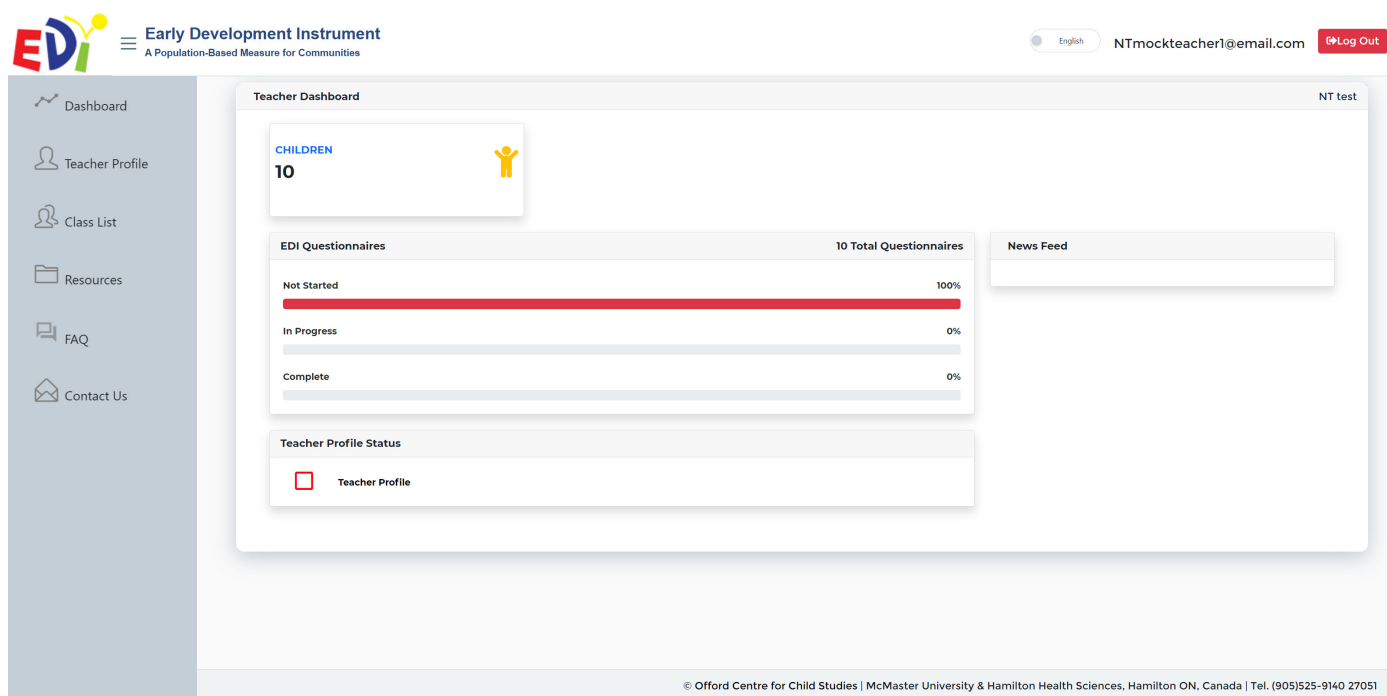 EDi
Early Development Instrument
A Population-Based Measure for Communities
English
NTmockteacher1@email.com
Log Out
Dashboard
Teacher Profile
Class List
Resources
FAQ
Contact Us
Teacher Dashboard
NT test
CHILDREN
10
EDI Questionnaires
10 Total Questionnaires
Not Started
100%
In Progress
0%
Complete
0%
News Feed
Teacher Profile Status
Teacher Profile
© Offord Centre for Child Studies | McMaster University & Hamilton Health Sciences, Hamilton ON, Canada | Tel. (905)525-9140 27051